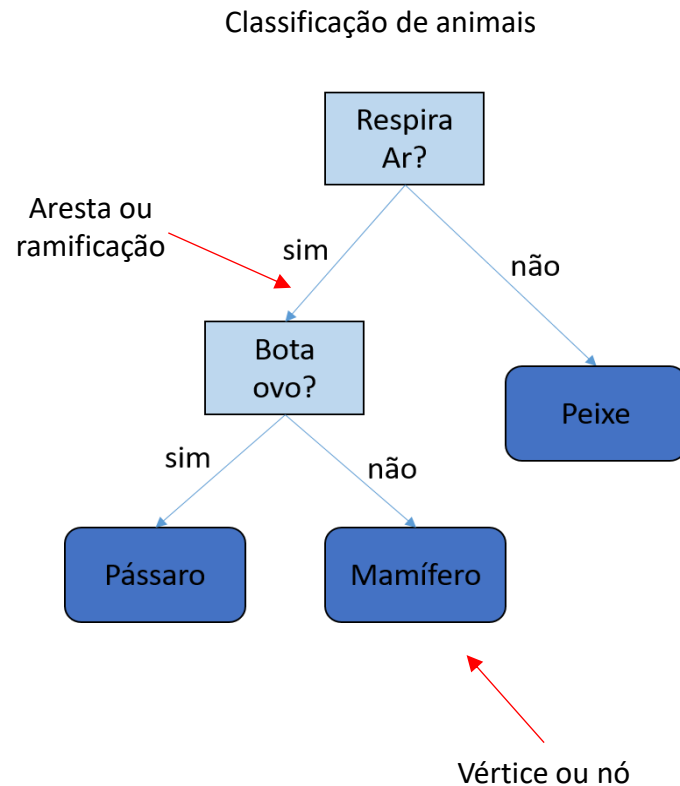 Classificação de animais
Respira
Ar?
Aresta ou
ramificação
sim
não
Bota
ovo?
Peixe
sim
não
Pássaro
Mamífero
Vértice ou nó